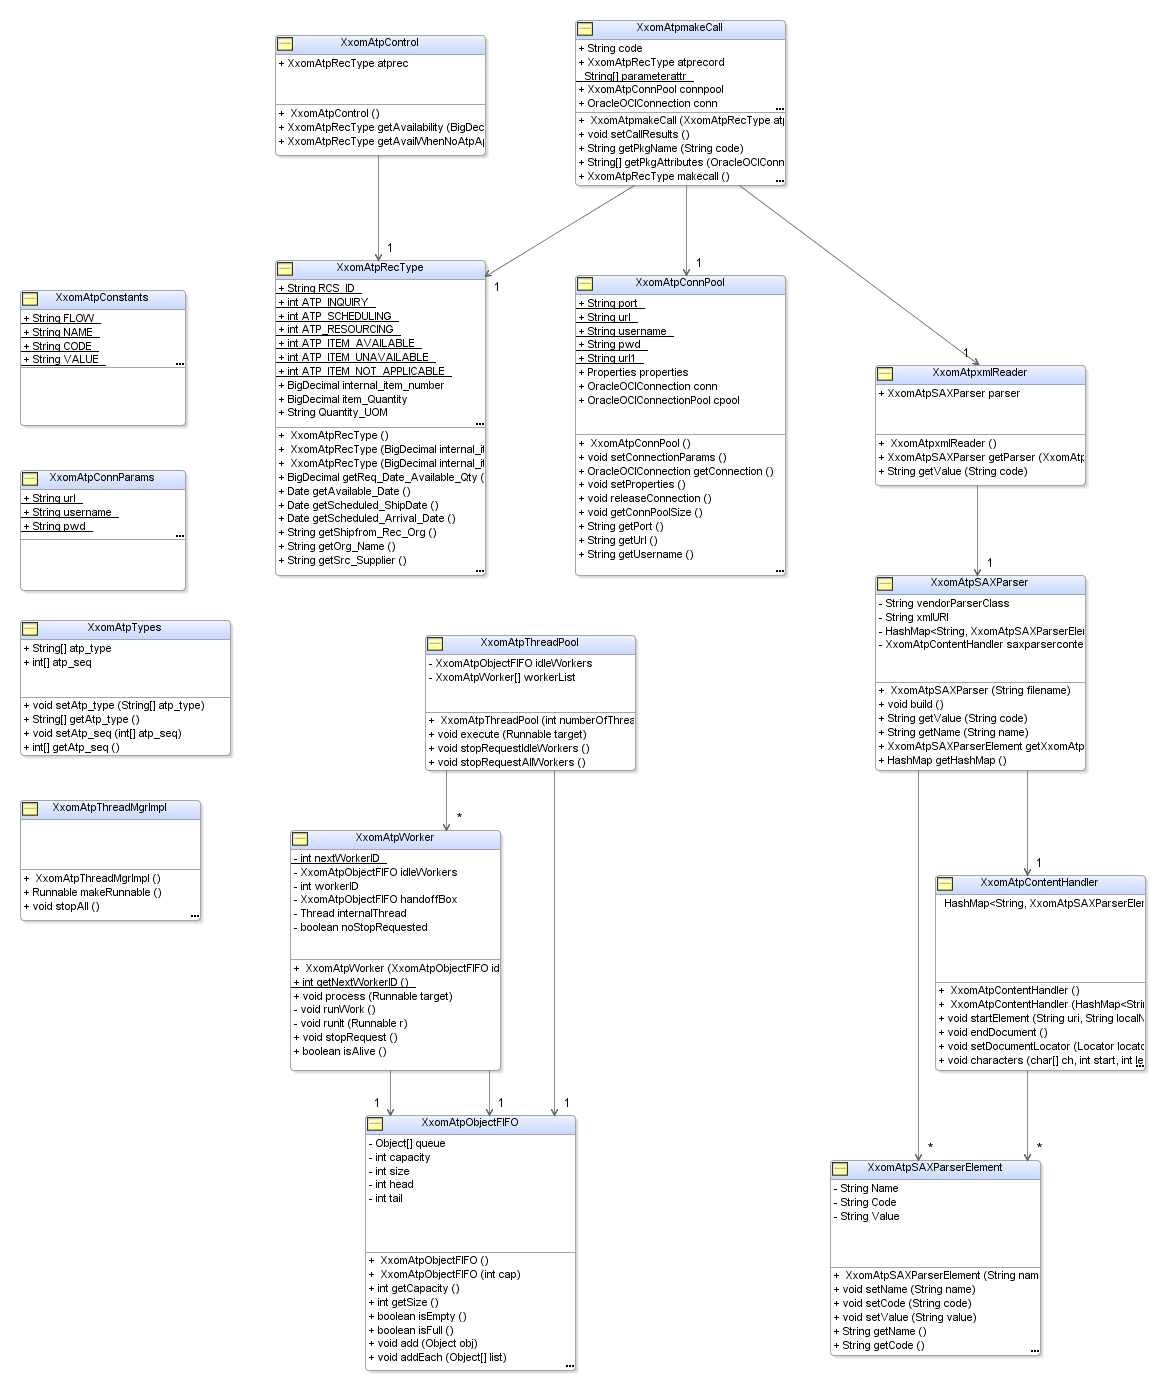 XxomAtpControl
+ XxomAtpRecType atprec
+ XxomAtpControl ()
+ XxomAtpRecType getAvailability (BigDec
+ XxomAtpRecType getAvailWhenNoAtpA
1
XxomAtpmakeCall
+ String code
+ XxomAtpRecType atprecord
String[] parameterattr
+ XxomAtpConnPool connpool
+ OracleOCIConnection conn
...
+ XxomAtpmakeCall (XxomAtpRecType atp
+ void setCallResults ()
+ String getPkgName (String code)
+ String[] getPkgAttributes (OracleOCIConn
+ XxomAtpRecType makecall ()
...
1
1
1
XxomAtpConstants
+ String FLOW
+ String NAME
+ String CODE
+ String VALUE
...
XxomAtpRecType
+ String RCS_ID
+ int ATP_INQUIRY
+ int ATP_SCHEDULING
+ int ATP_RESOURCING
+ int ATP_ITEM_AVAILABLE
+ int ATP_ITEM_UNAVAILABLE
+ int ATP_ITEM_NOT_APPLICABLE
+ BigDecimal internal_item_number
+ BigDecimal item_Quantity
+ String Quantity_UOM
...
+ XxomAtpRecType ()
+ XxomAtpRecType (BigDecimal internal_it
+ XxomAtpRecType (BigDecimal internal_it
+ BigDecimal getReq_Date_Available_Qty (
+ Date getAvailable_Date ()
+ Date getScheduled_ShipDate ()
+ Date getScheduled_Arrival_Date ()
+ String getShipfrom_Rec_Org ()
+ String getOrg_Name ()
+ String getSrc_Supplier ()
...
XxomAtpConnPool
+ String port
+ String url
+ String username
+ String pwd
+ String url1
+ Properties properties
+ OracleOCIConnection conn
+ OracleOCIConnectionPool cpool
+ XxomAtpConnPool ()
+ void setConnectionParams ()
+ OracleOCIConnection getConnection ()
+ void setProperties ()
+ void releaseConnection ()
+ void getConnPoolSize ()
+ String getPort ()
+ String getUrl ()
+ String getUsername ()
...
XxomAtpxmlReader
+ XxomAtpSAXParser parser
+ XxomAtpxmlReader ()
+ XxomAtpSAXParser getParser (XxomAtp
+ String getValue (String code)
1
XxomAtpConnParams
+ String url
+ String username
+ String pwd
...
XxomAtpTypes
+ String[] atp_type
+ int[] atp_seq
+ void setAtp_type (String[] atp_type)
+ String[] getAtp_type ()
+ void setAtp_seq (int[] atp_seq)
+ int[] getAtp_seq ()
XxomAtpThreadPool
- XxomAtpObjectFIFO idleWorkers
- XxomAtpWorker[] workerList
+ XxomAtpThreadPool (int numberOfThrea
+ void execute (Runnable target)
+ void stopRequestIdleWorkers ()
+ void stopRequestAllWorkers ()
*
XxomAtpSAXParser
- String vendorParserClass
- String xmlURI
- HashMap<String, XxomAtpSAXParserEler
- XxomAtpContentHandler saxparserconte
+ XxomAtpSAXParser (String filename)
+ void build ()
+ String getValue (String code)
+ String getName (String name)
+ XxomAtpSAXParserElement getXxomAtp
+ HashMap getHashMap ()
1
XxomAtpThreadMgrImpl
+ XxomAtpThreadMgrImpl ()
+ Runnable makeRunnable ()
+ void stopAll ()
...
XxomAtpWorker
- int nextWorkerID
- XxomAtpObjectFIFO idleWorkers
- int workerID
- XxomAtpObjectFIFO handoffBox
- Thread internalThread
- boolean noStopRequested
+ XxomAtpWorker (XxomAtpObjectFIFO id
+ int getNextWorkerID ()
+ void process (Runnable target)
- void runWork ()
- void runIt (Runnable r)
+ void stopRequest ()
+ boolean isAlive ()
1
1
1
XxomAtpContentHandler
HashMap<String, XxomAtpSAXParserEler
+ XxomAtpContentHandler ()
+ XxomAtpContentHandler (HashMap<Strin
+ void startElement (String uri, String localN
+ void endDocument ()
+ void setDocumentLocator (Locator locato
+ void characters (char[] ch, int start, int le
...
*
*
XxomAtpObjectFIFO
- Object[] queue
- int capacity
- int size
- int head
- int tail
+ XxomAtpObjectFIFO ()
+ XxomAtpObjectFIFO (int cap)
+ int getCapacity ()
+ int getSize ()
+ boolean isEmpty ()
+ boolean isFull ()
+ void add (Object obj)
+ void addEach (Object[] list)
...
XxomAtpSAXParserElement
- String Name
- String Code
- String Value
+ XxomAtpSAXParserElement (String nam
+ void setName (String name)
+ void setCode (String code)
+ void setValue (String value)
+ String getName ()
+ String getCode ()
...